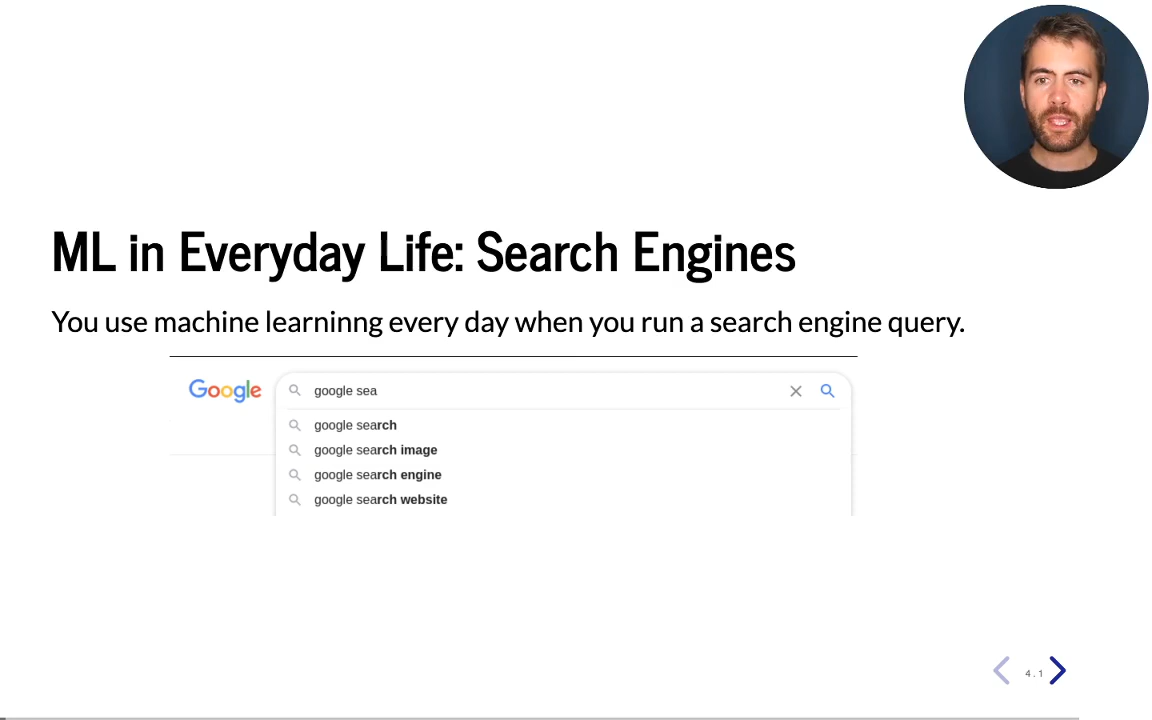 ML in Everyday Life: Search Engines
You use machine learninng every day when you run a search engine query.
Google
google sea
google search
google search image
google search engine
google search website
4.1